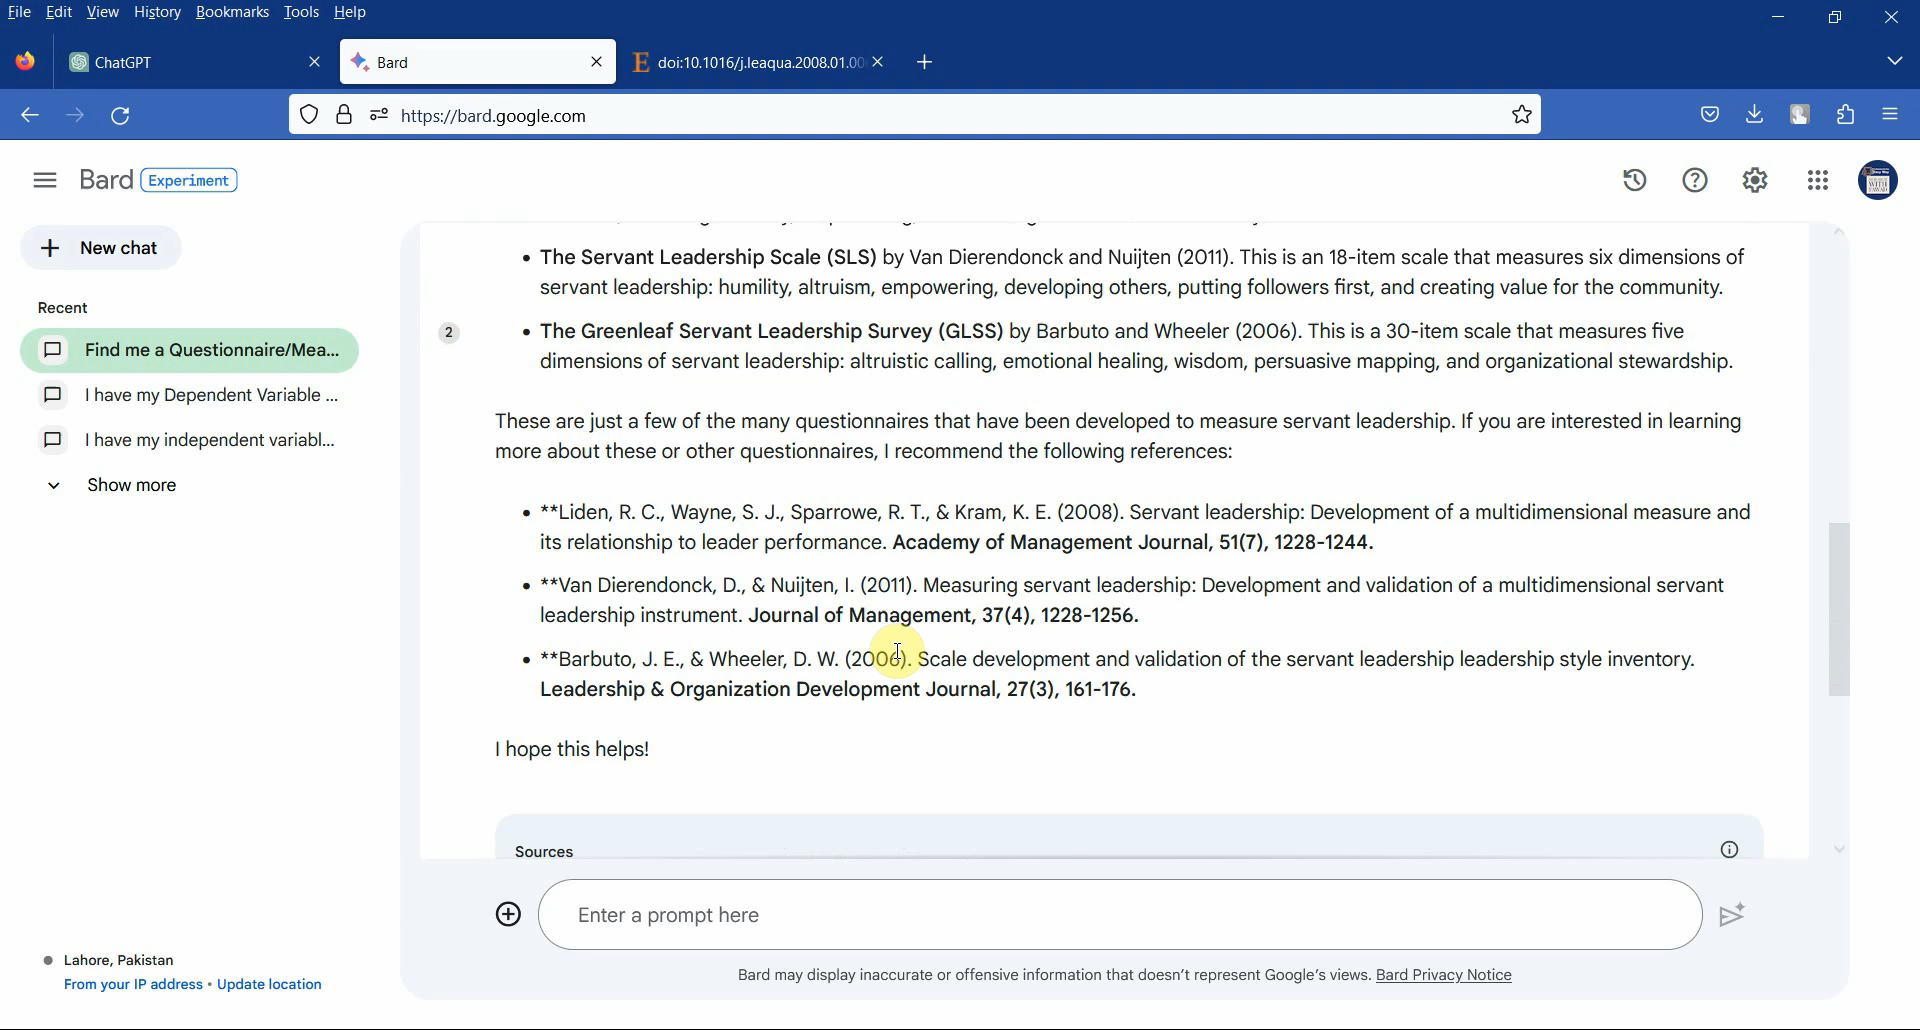 File Edit View History Bookmarks Tools Help
ChatGPT
Bard
doi:10.1016/j.leaqua.2008.01.00
https://bard.google.com
Bard Experiment
New chat
Recent
Find me a Questionnaire/Mea...
I have my Dependent Variable ...
I have my independent variabl...
Show more
Lahore, Pakistan
From your IP address • Update location
• The Servant Leadership Scale (SLS) by Van Dierendonck and Nuijten (2011). This is an 18-item scale that measures six dimensions of
servant leadership: humility, altruism, empowering, developing others, putting followers first, and creating value for the community.
2
• The Greenleaf Servant Leadership Survey (GLSS) by Barbuto and Wheeler (2006). This is a 30-item scale that measures five
dimensions of servant leadership: altruistic calling, emotional healing, wisdom, persuasive mapping, and organizational stewardship.
These are just a few of the many questionnaires that have been developed to measure servant leadership. If you are interested in learning
more about these or other questionnaires, I recommend the following references:
• **Liden, R. C., Wayne, S. J., Sparrowe, R. T., & Kram, K. E. (2008). Servant leadership: Development of a multidimensional measure and
its relationship to leader performance. Academy of Management Journal, 51(7), 1228-1244.
• **Van Dierendonck, D., & Nuijten, I. (2011). Measuring servant leadership: Development and validation of a multidimensional servant
leadership instrument. Journal of Management, 37(4), 1228-1256.
• **Barbuto, J. E., & Wheeler, D. W. (2006). Scale development and validation of the servant leadership leadership style inventory.
Leadership & Organization Development Journal, 27(3), 161-176.
I hope this helps!
Sources
Enter a prompt here
Bard may display inaccurate or offensive information that doesn't represent Google's views. Bard Privacy Notice